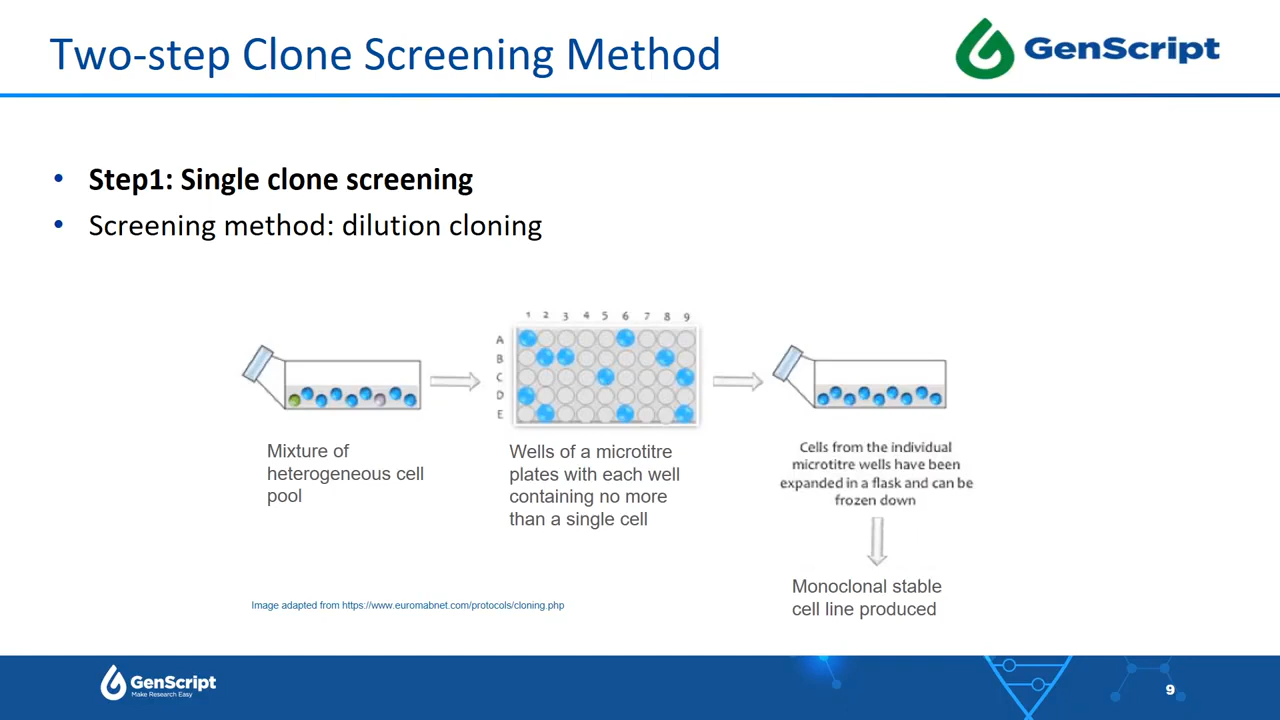 Two-step Clone Screening Method
GenScript
• Step1: Single clone screening
• Screening method: dilution cloning
1 2 3 4 5 6 7 8 9
A
B
C
D
E
Mixture of
heterogeneous cell
pool
Wells of a microtitre
plates with each well
containing no more
than a single cell
Cells from the individual
microtitre wells have been
expanded in a flask and can be
frozen down
Monoclonal stable
cell line produced
Image adapted from https://www.euromabnet.com/protocols/cloning.php
GenScript
Make Research Easy
9